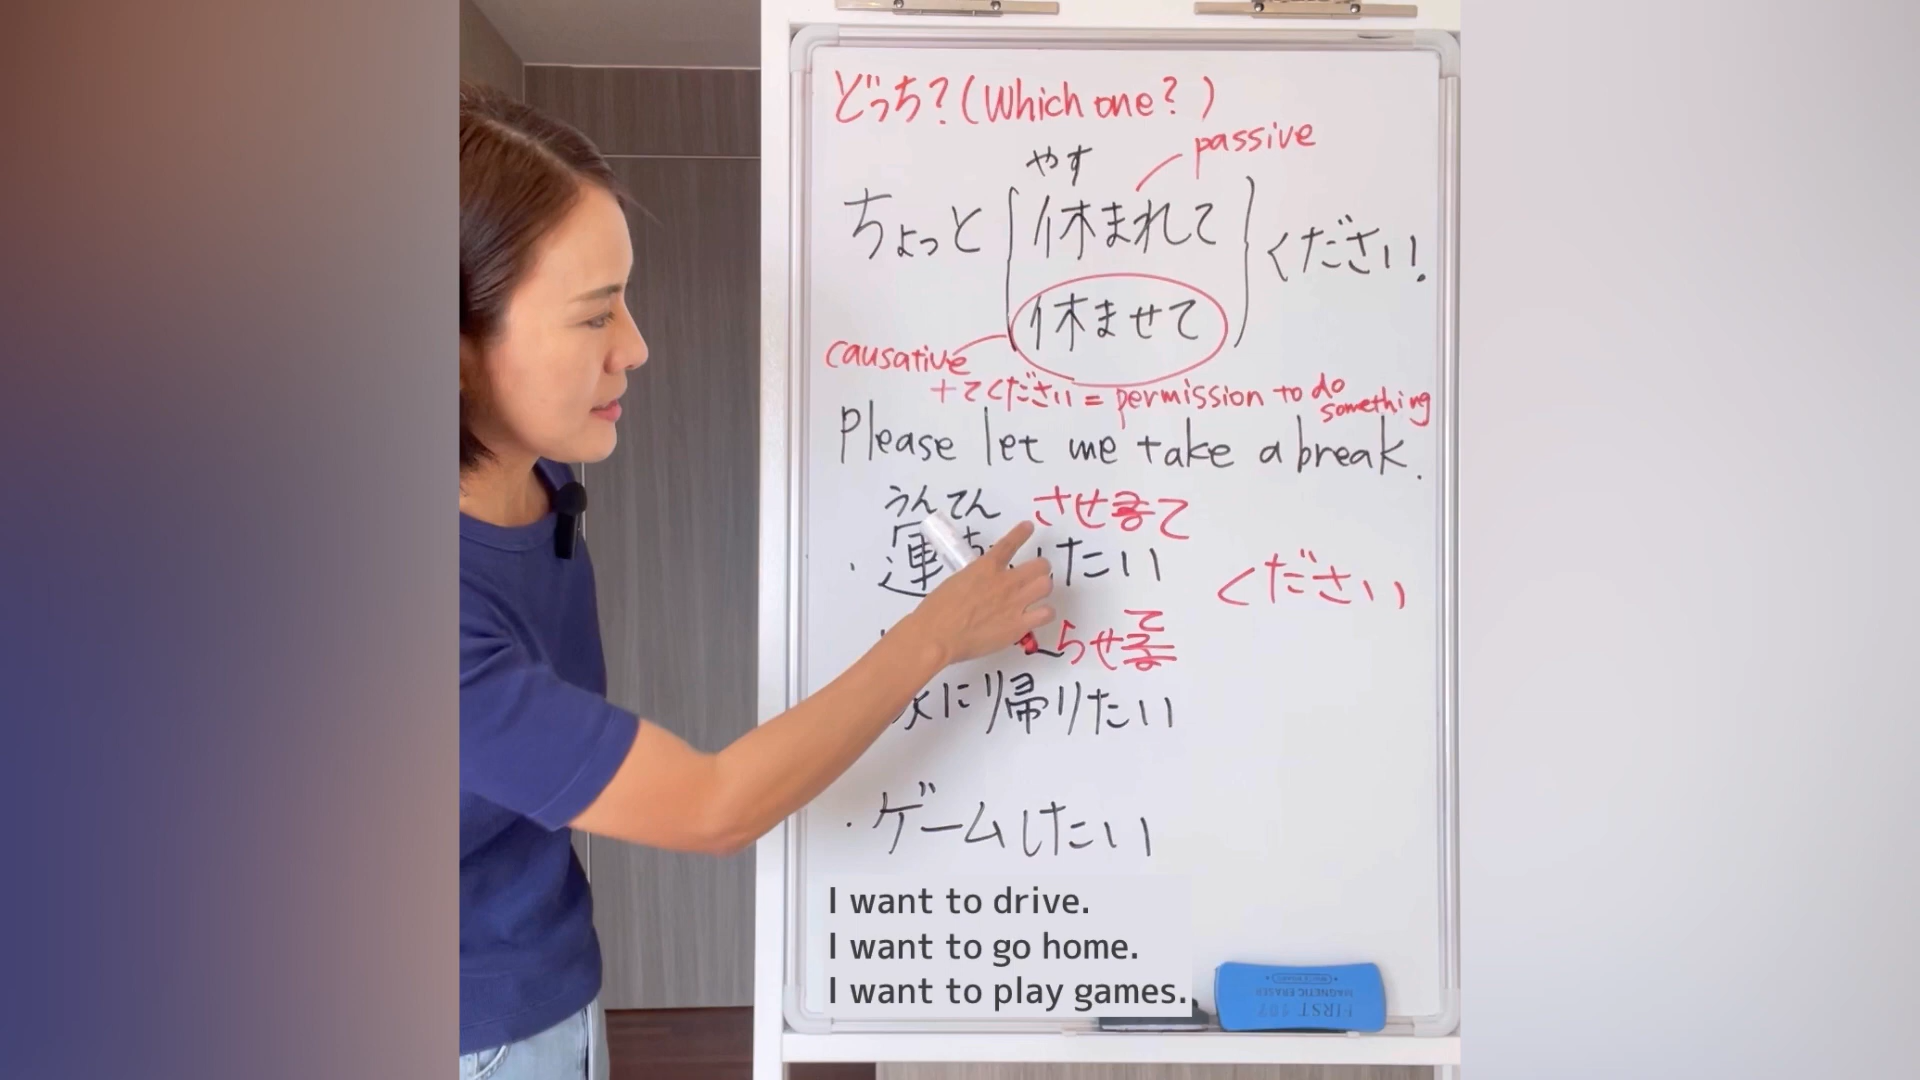 どっち?(Which one?)
passive
やす
ちょっと
休まれて
ください!
休ませて
causative
+てください = permission to do something
Please let me take a break.
うんてん させ て
・運 したい
ください
らせ て
に帰りたい
・ゲームしたい
I want to drive.
I want to go home.
I want to play games.
MAGNETIC ERASER
FIRST